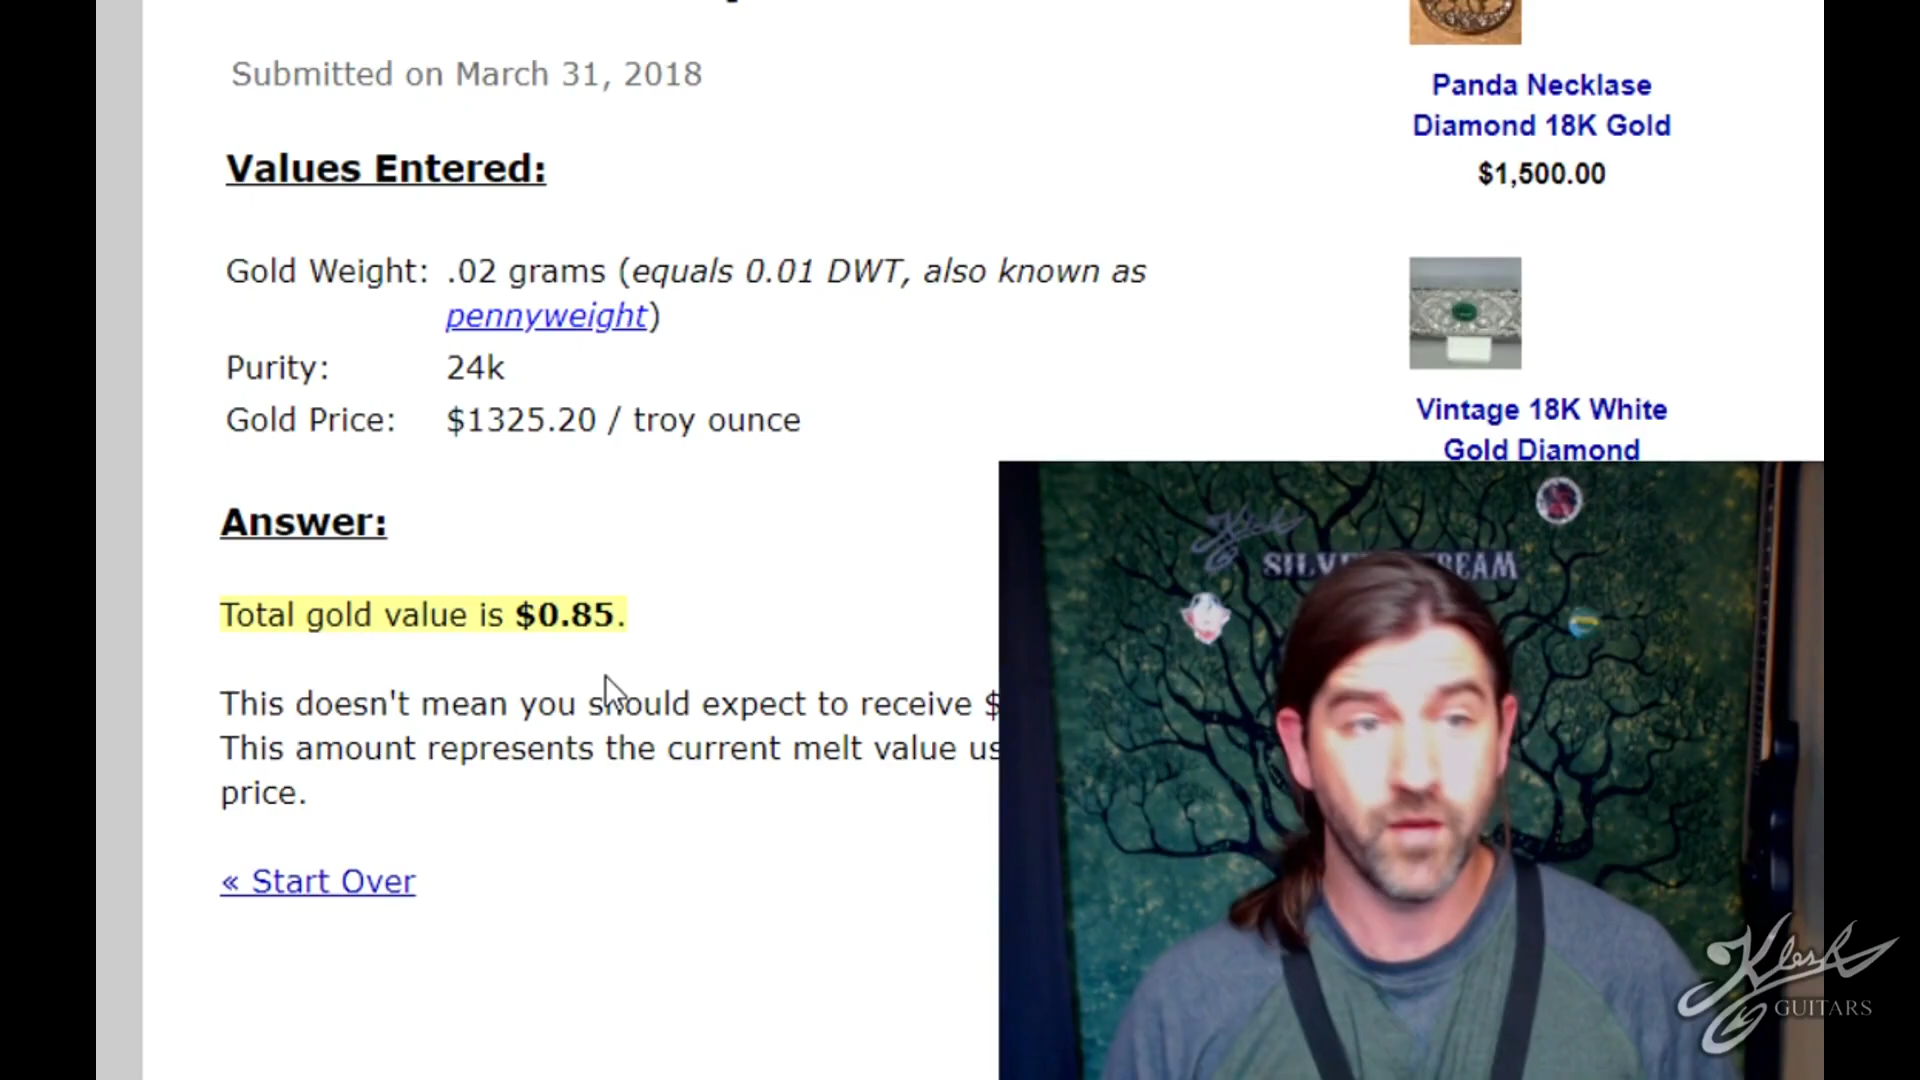 Submitted on March 31, 2018
Values Entered:
Gold Weight: .02 grams (equals 0.01 DWT, also known as
pennyweight)
Purity: 24k
Gold Price: $1325.20 / troy ounce
Answer:
Total gold value is $0.85.
This doesn't mean you should expect to receive $
This amount represents the current melt value us
price.
« Start Over
Panda Necklase
Diamond 18K Gold
$1,500.00
Vintage 18K White
Gold Diamond
Klesh
GUITARS